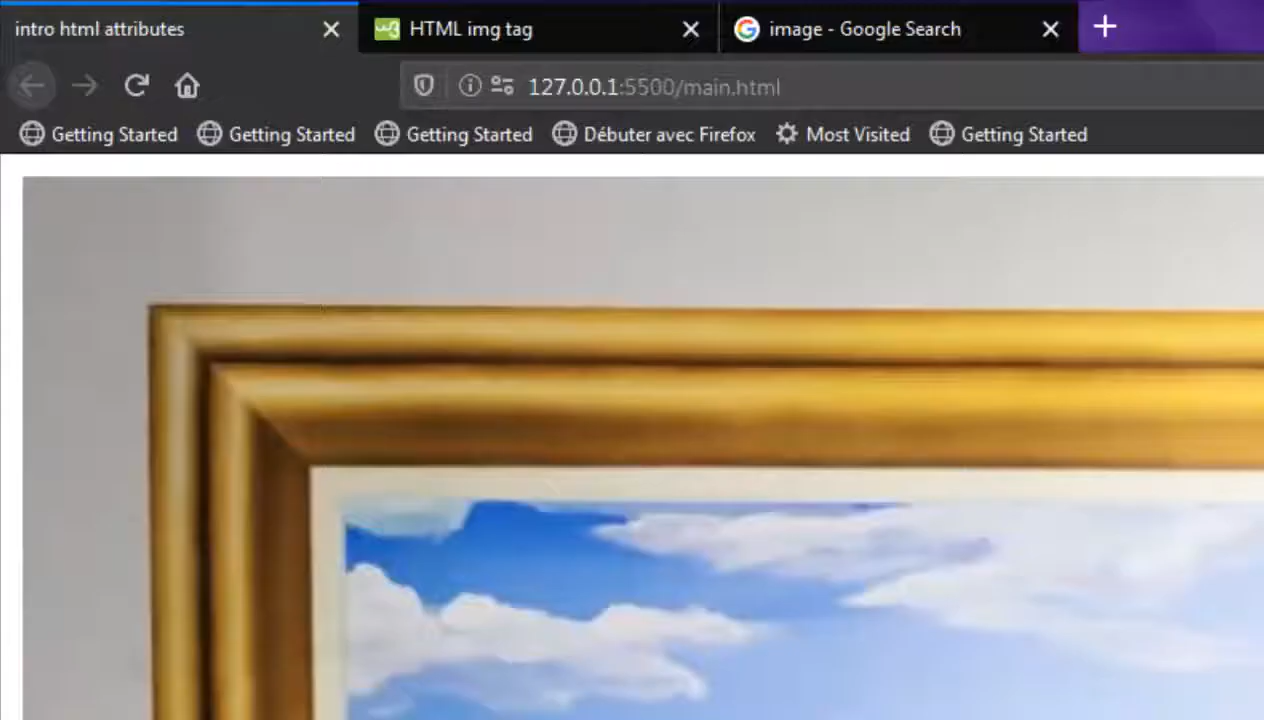 intro html attributes HTML img tag image - Google Search
127.0.0.1:5500/main.html
Getting Started Getting Started Getting Started Débuter avec Firefox Most Visited Getting Started